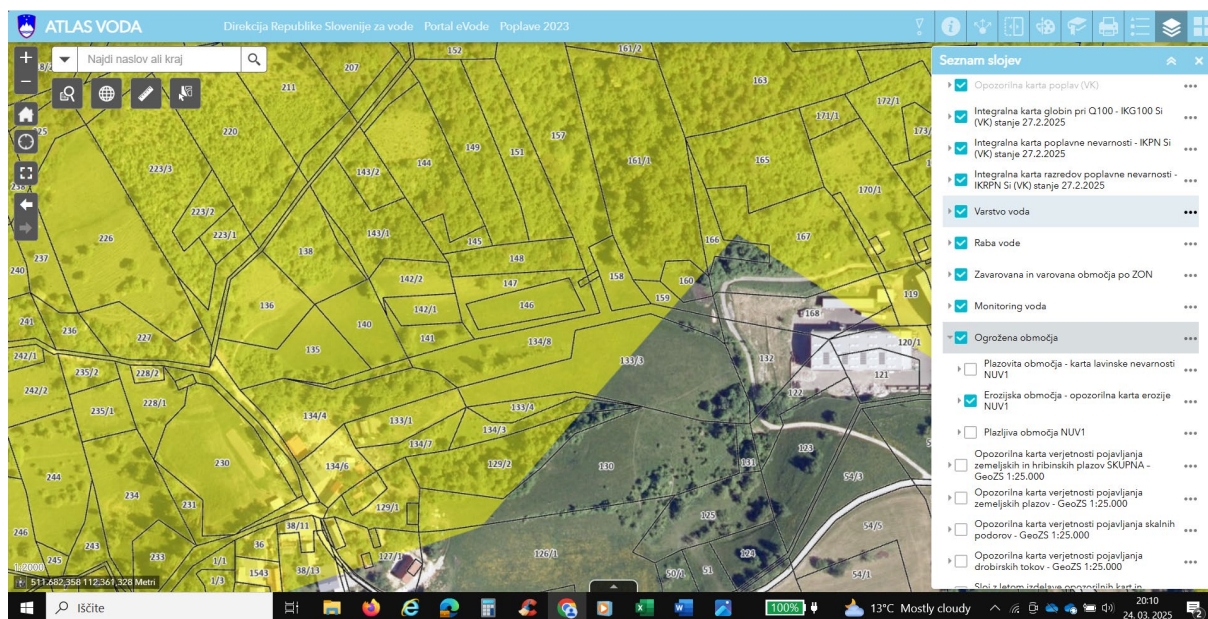 ATLAS VODA
Direkcija Republike Slovenije za vode Portal eVode Poplave 2023
Najdi naslov ali kraj
Seznam slojev
Opozorilna karta poplav (VK)
Integralna karta globin pri Q100 - IKG100 Si
(VK) stanje 27.2.2025
Integralna karta poplavne nevarnosti - IKPN Si
(VK) stanje 27.2.2025
Integralna karta razredov poplavne nevarnosti -
IKRPN Si (VK) stanje 27.2.2025
Varstvo voda
Raba vode
Zavarovana in varovana območja po ZON
Monitoring voda
Ogrožena območja
Plazovita območja - karta lavinske nevarnosti
NUV1
Erozijska območja - opozorilna karta erozije
NUV1
Plazljiva območja NUV1
Opozorilna karta verjetnosti pojavljanja
zemeljskih in hribinskih plazov SKUPNA -
GeoZS 1:25.000
Opozorilna karta verjetnosti pojavljanja
zemeljskih plazov - GeoZS 1:25.000
Opozorilna karta verjetnosti pojavljanja skalnih
podorov - GeoZS 1:25.000
Opozorilna karta verjetnosti pojavljanja
drobirskih tokov - GeoZS 1:25.000
Sloj z letom izdelave opozorilnih kart in
152 161/2
207
211 163
172/1
171/1
220 157
149 151
144 161/1 165
223/3 143/2
170/1
223/2
226 223/1 143/1 145 166 167
237 138 148
240 142/2 147 158 160
136 146 159 119
142/1 168
241 236 227 140 141 134/8 120/1
242/1 135 133/3 132
235/2 228/2 121
242/2 122
235/1 228/1 134/4 133/1 133/4
134/3
134/7 123
230 134/6 129/2 130 131
244 54/3
234 231 129/1
125
38/11 54/5
246 243 36
245 233 1/1 127/1 126/1 124
1543 38/13 50/1 51 54/1
1/3
1:2000
511.682,358 112.361,328 Metri
Iščite
100%
13°C Mostly cloudy
20:10
24. 03. 2025
2